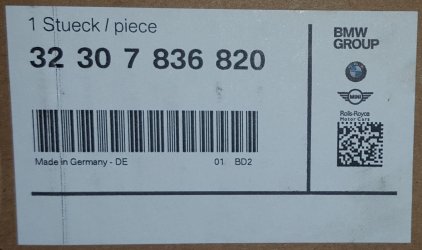 1 Stueck / piece
32 30 7 836 820
Made in Germany - DE 01 BD2
BMW
GROUP
MINI
Rolls-Royce
Motor Cars